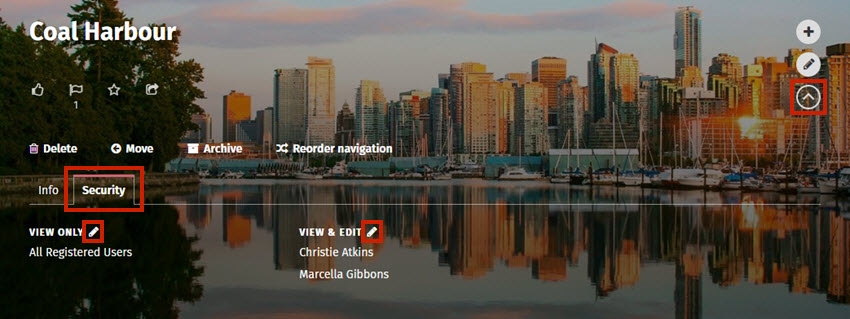 Coal Harbour
1
Delete Move Archive Reorder navigation
Info Security
VIEW ONLY VIEW & EDIT
All Registered Users Christie Atkins
Marcella Gibbons